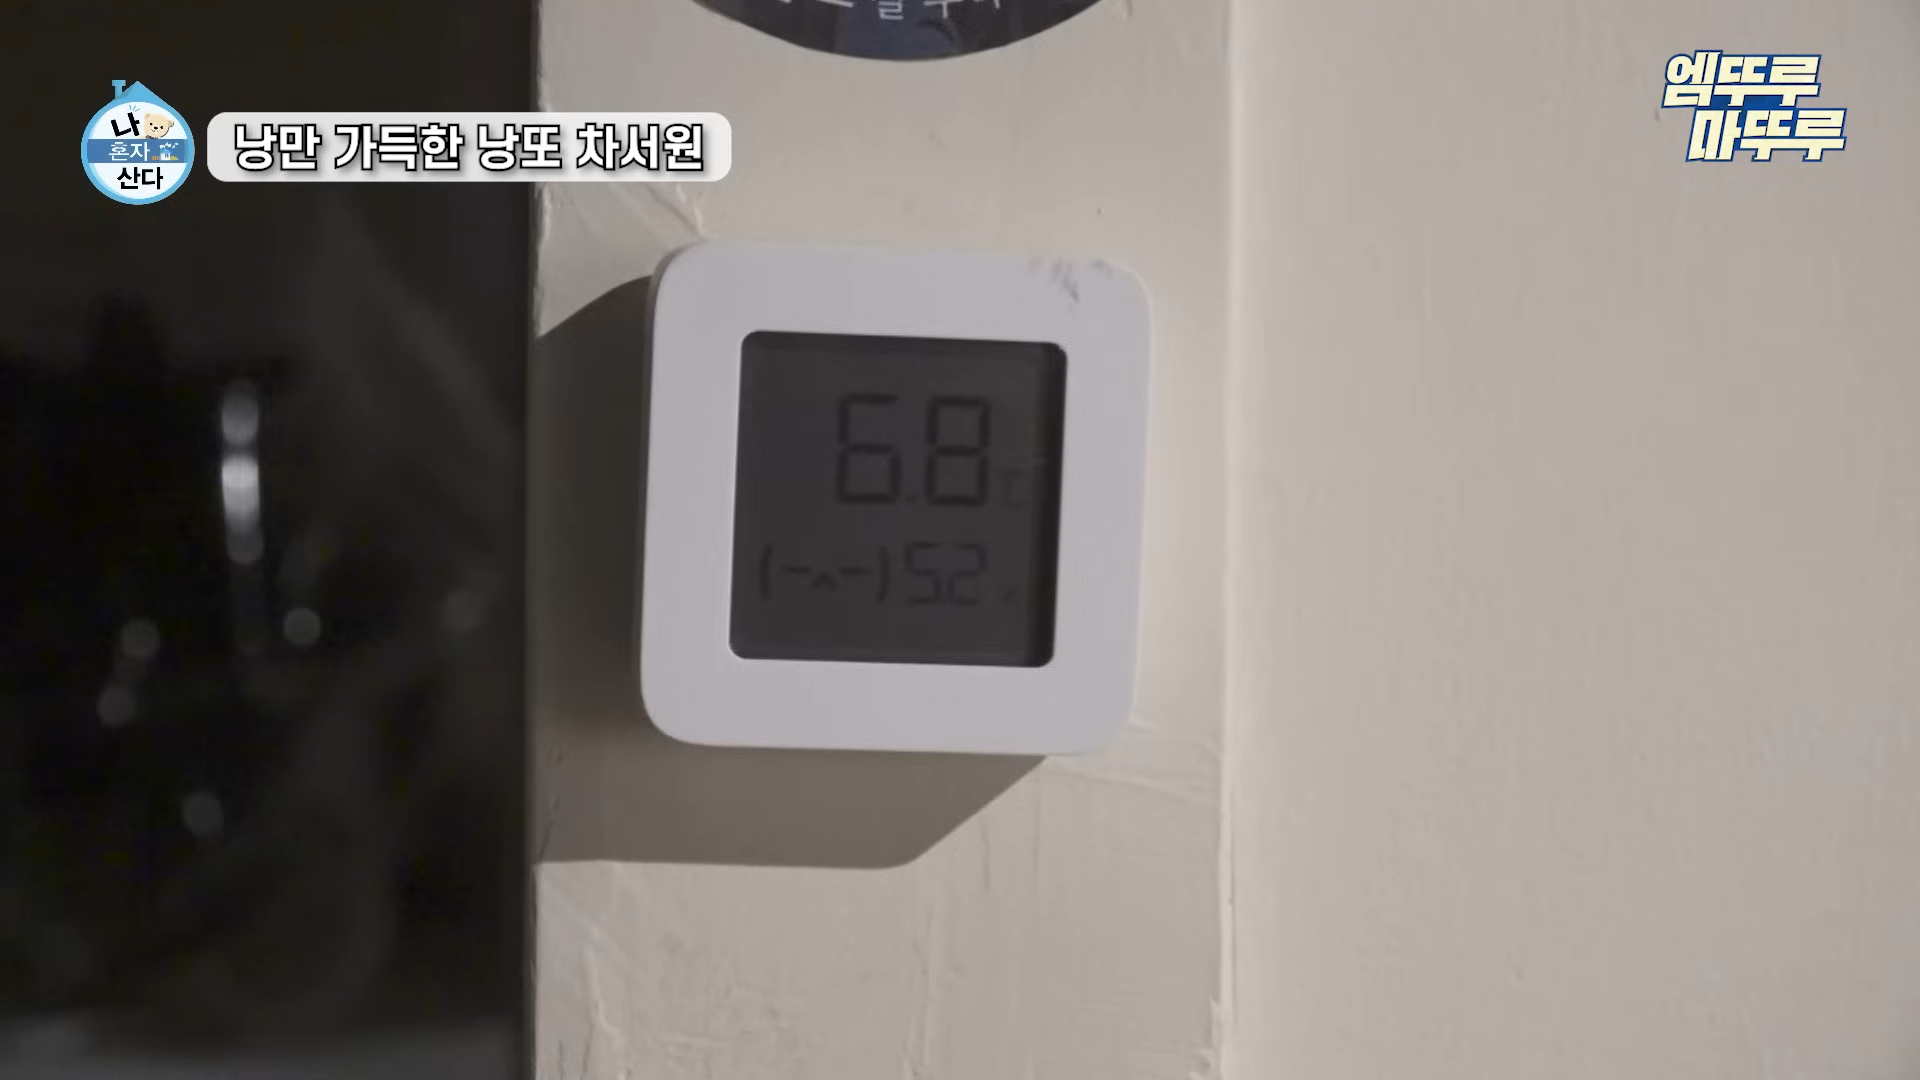 나
혼자
산다
낭만 가득한 낭또 차서원
엠뚜루
마뚜루
6.8℃
(-^-) 52%